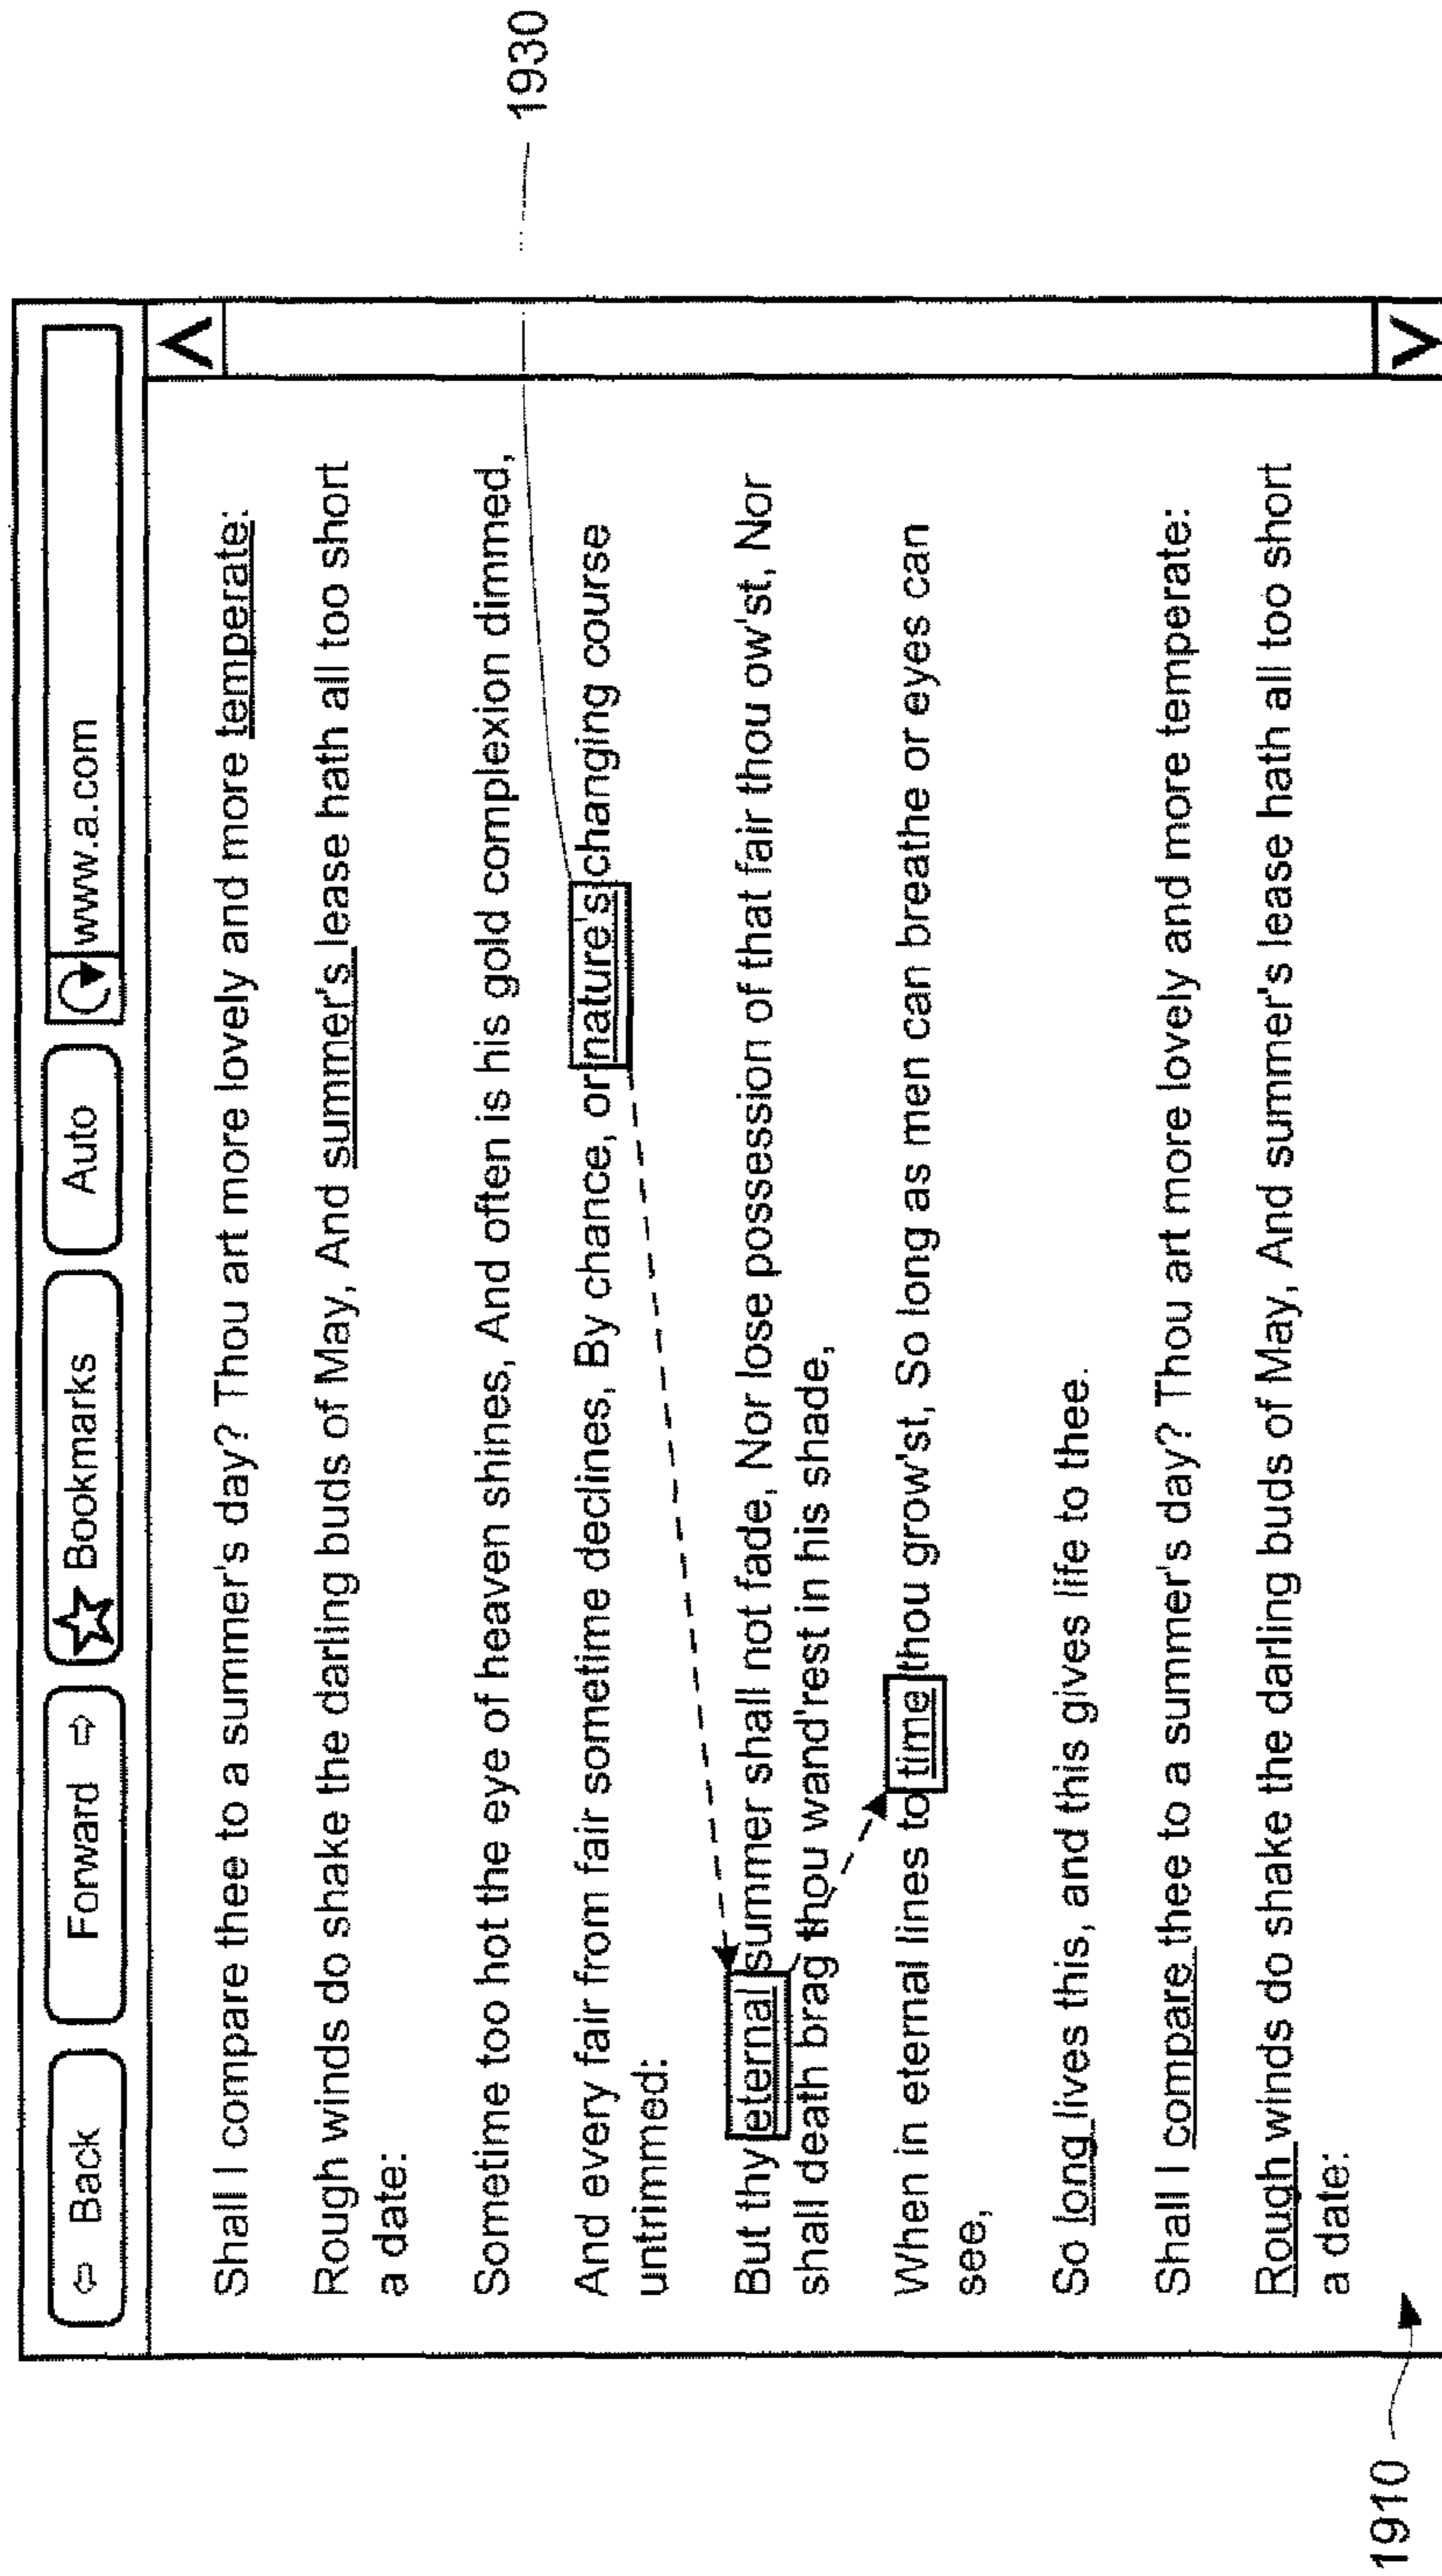 ⇦ Back Forward ⇨ ☆ Bookmarks Auto www.a.com
Shall I compare thee to a summer's day? Thou art more lovely and more temperate:
Rough winds do shake the darling buds of May, And summer's lease hath all too short
a date:
Sometime too hot the eye of heaven shines, And often is his gold complexion dimmed,
1930
And every fair from fair sometime declines, By chance, or nature's changing course
untrimmed:
But thy eternal summer shall not fade, Nor lose possession of that fair thou ow'st, Nor
shall death brag thou wand'rest in his shade,
When in eternal lines to time thou grow'st, So long as men can breathe or eyes can
see,
So long lives this, and this gives life to thee.
Shall I compare thee to a summer's day? Thou art more lovely and more temperate:
Rough winds do shake the darling buds of May, And summer's lease hath all too short
a date:
1910